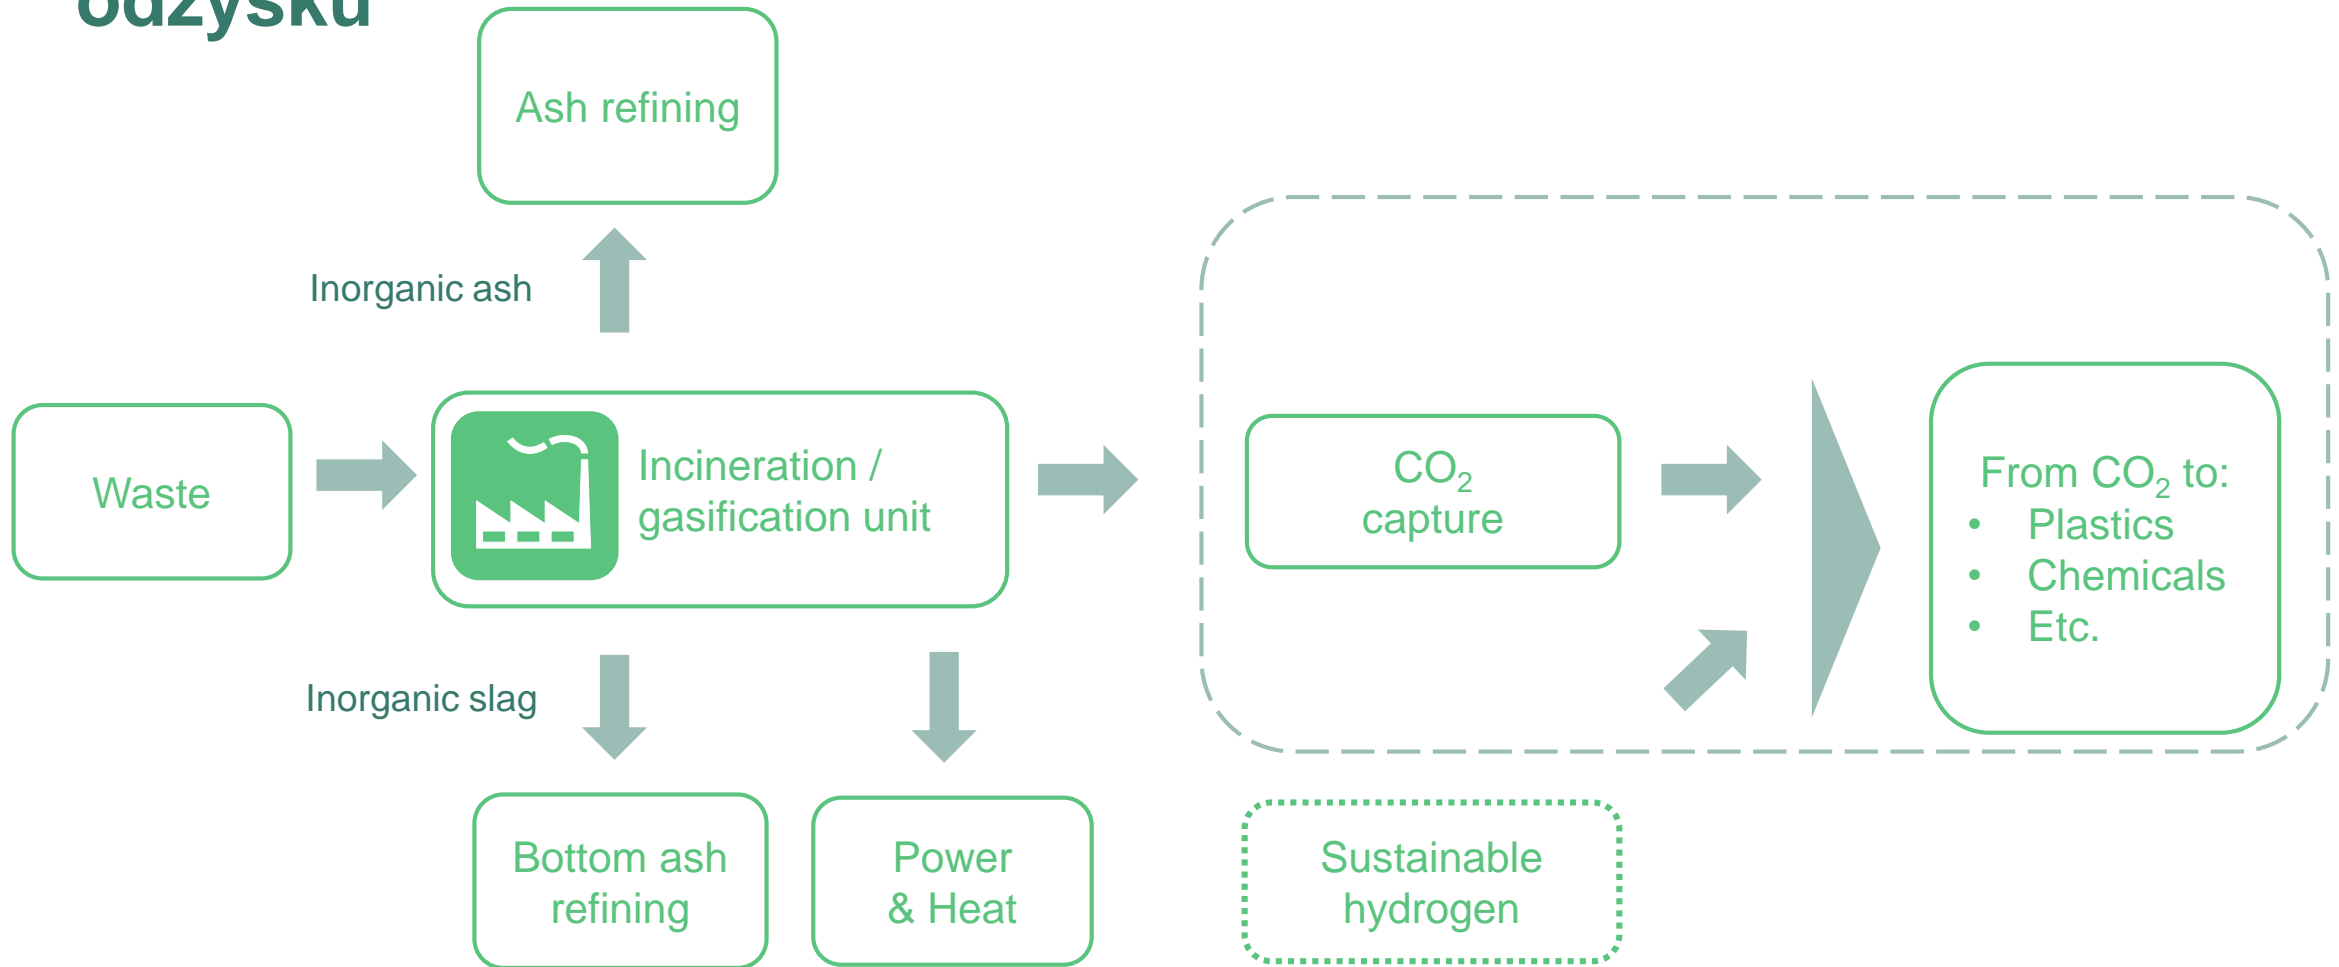 odzysku
Ash refining
Inorganic ash
Waste
Incineration /
gasification unit
CO₂
capture
From CO₂ to:
• Plastics
• Chemicals
• Etc.
Inorganic slag
Bottom ash
refining
Power
& Heat
Sustainable
hydrogen